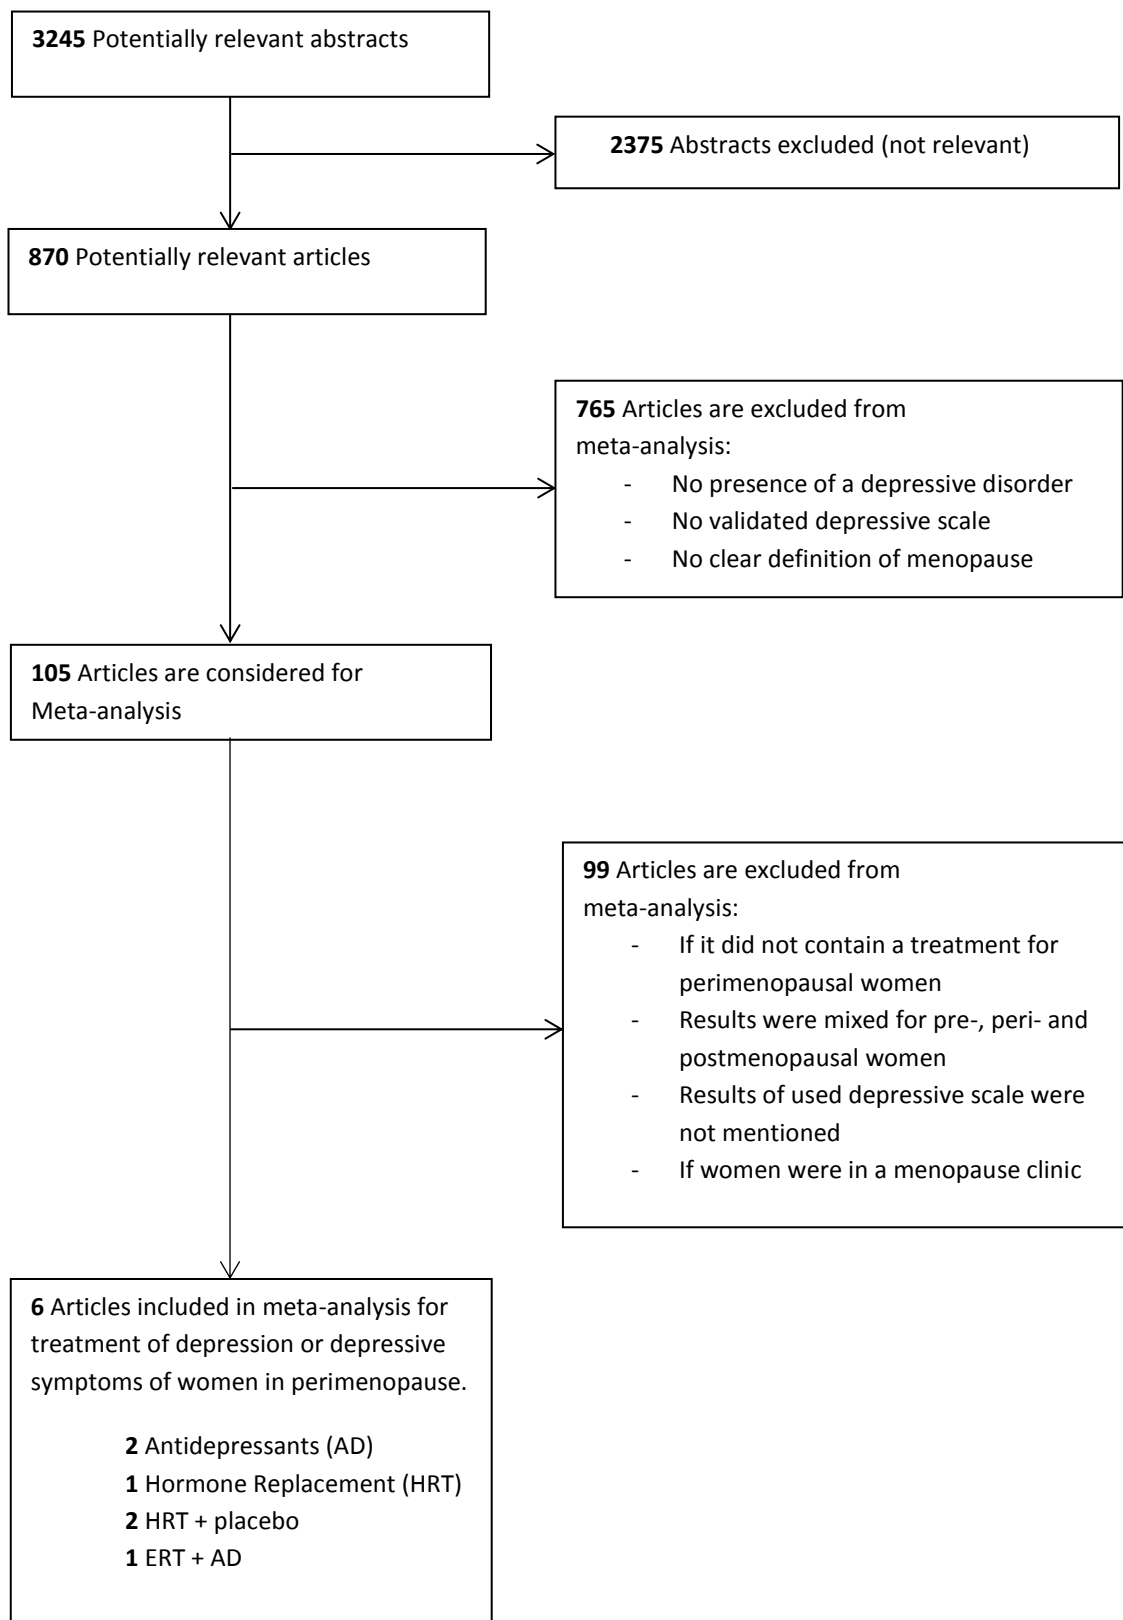 3245 Potentially relevant abstracts
2375 Abstracts excluded (not relevant)
870 Potentially relevant articles
765 Articles are excluded from
meta-analysis:
- No presence of a depressive disorder
- No validated depressive scale
- No clear definition of menopause
105 Articles are considered for
Meta-analysis
99 Articles are excluded from
meta-analysis:
- If it did not contain a treatment for
perimenopausal women
- Results were mixed for pre-, peri- and
postmenopausal women
- Results of used depressive scale were
not mentioned
- If women were in a menopause clinic
6 Articles included in meta-analysis for
treatment of depression or depressive
symptoms of women in perimenopause.
2 Antidepressants (AD)
1 Hormone Replacement (HRT)
2 HRT + placebo
1 ERT + AD